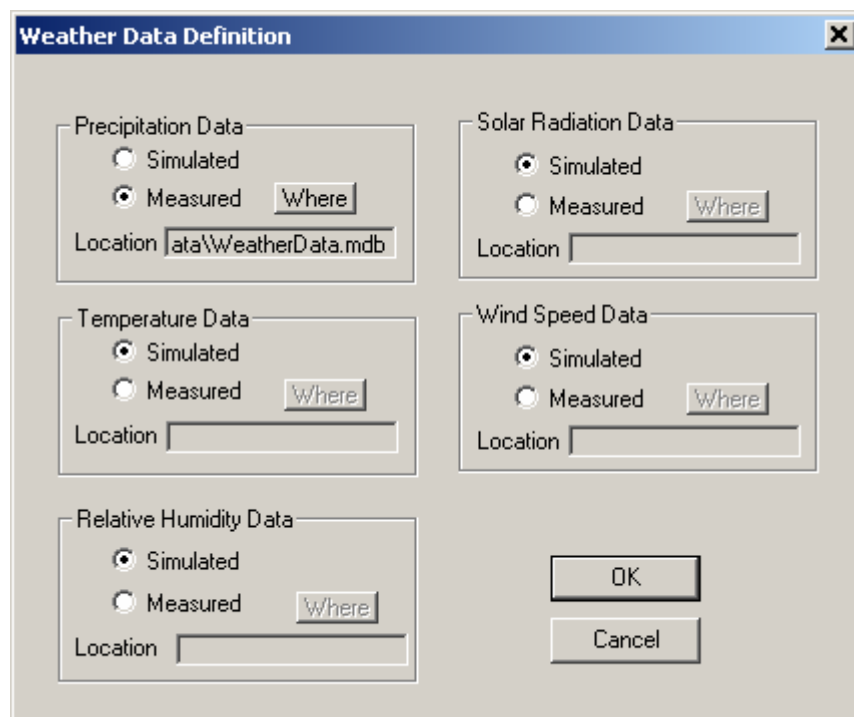 Weather Data Definition
Precipitation Data
Simulated
Measured Where
Location ata\WeatherData.mdb
Temperature Data
Simulated
Measured Where
Location
Relative Humidity Data
Simulated
Measured Where
Location
Solar Radiation Data
Simulated
Measured Where
Location
Wind Speed Data
Simulated
Measured Where
Location
OK
Cancel